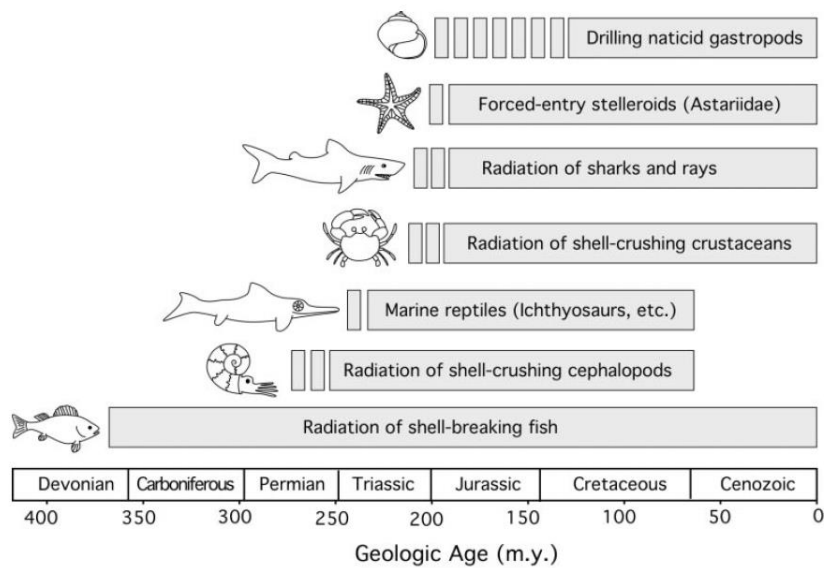 Drilling naticid gastropods
Forced-entry stelleroids (Astariidae)
Radiation of sharks and rays
Radiation of shell-crushing crustaceans
Marine reptiles (Ichthyosaurs, etc.)
Radiation of shell-crushing cephalopods
Radiation of shell-breaking fish
Devonian Carboniferous Permian Triassic Jurassic Cretaceous Cenozoic
400 350 300 250 200 150 100 50 0
Geologic Age (m.y.)